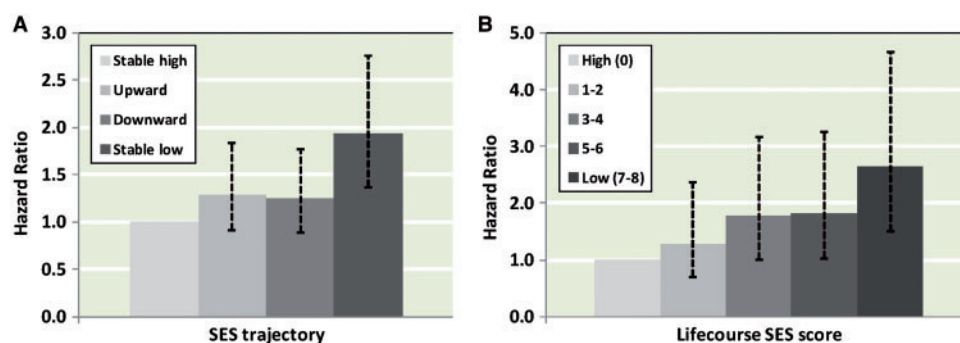 A
Hazard Ratio
3.0
2.5
2.0
1.5
1.0
0.5
0.0
Stable high
Upward
Downward
Stable low
SES trajectory
B
Hazard Ratio
5.0
4.0
3.0
2.0
1.0
0.0
High (0)
1-2
3-4
5-6
Low (7-8)
Lifecourse SES score